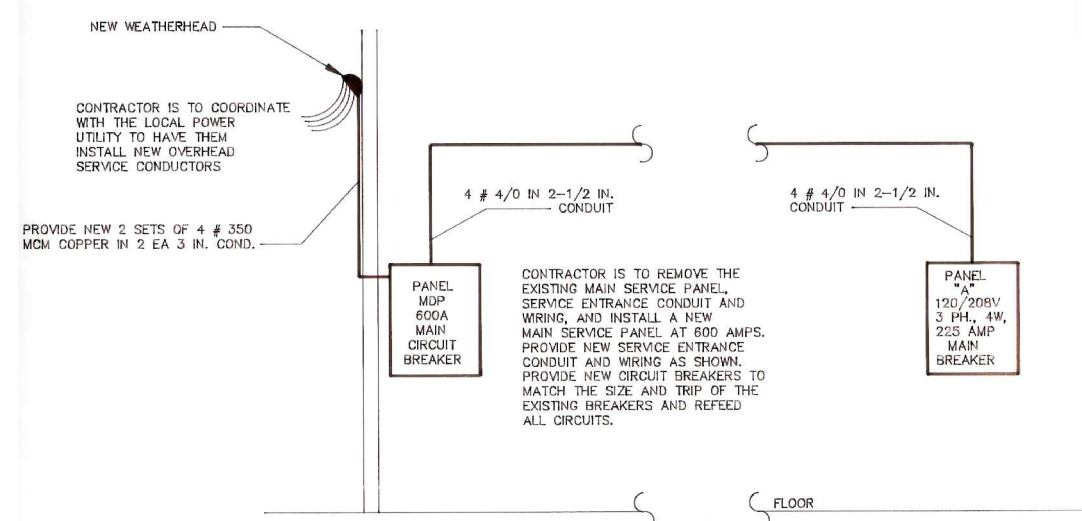 NEW WEATHERHEAD
CONTRACTOR IS TO COORDINATE
WITH THE LOCAL POWER
UTILITY TO HAVE THEM
INSTALL NEW OVERHEAD
SERVICE CONDUCTORS
PROVIDE NEW 2 SETS OF 4 # 350
MCM COPPER IN 2 EA 3 IN. COND.
4 # 4/0 IN 2-1/2 IN.
CONDUIT
4 # 4/0 IN 2-1/2 IN.
CONDUIT
PANEL
MDP
600A
MAIN
CIRCUIT
BREAKER
CONTRACTOR IS TO REMOVE THE
EXISTING MAIN SERVICE PANEL,
SERVICE ENTRANCE CONDUIT AND
WIRING, AND INSTALL A NEW
MAIN SERVICE PANEL AT 600 AMPS.
PROVIDE NEW SERVICE ENTRANCE
CONDUIT AND WIRING AS SHOWN.
PROVIDE NEW CIRCUIT BREAKERS TO
MATCH THE SIZE AND TRIP OF THE
EXISTING BREAKERS AND REFEED
ALL CIRCUITS.
PANEL
"A"
120/208V
3 PH., 4W,
225 AMP
MAIN
BREAKER
FLOOR